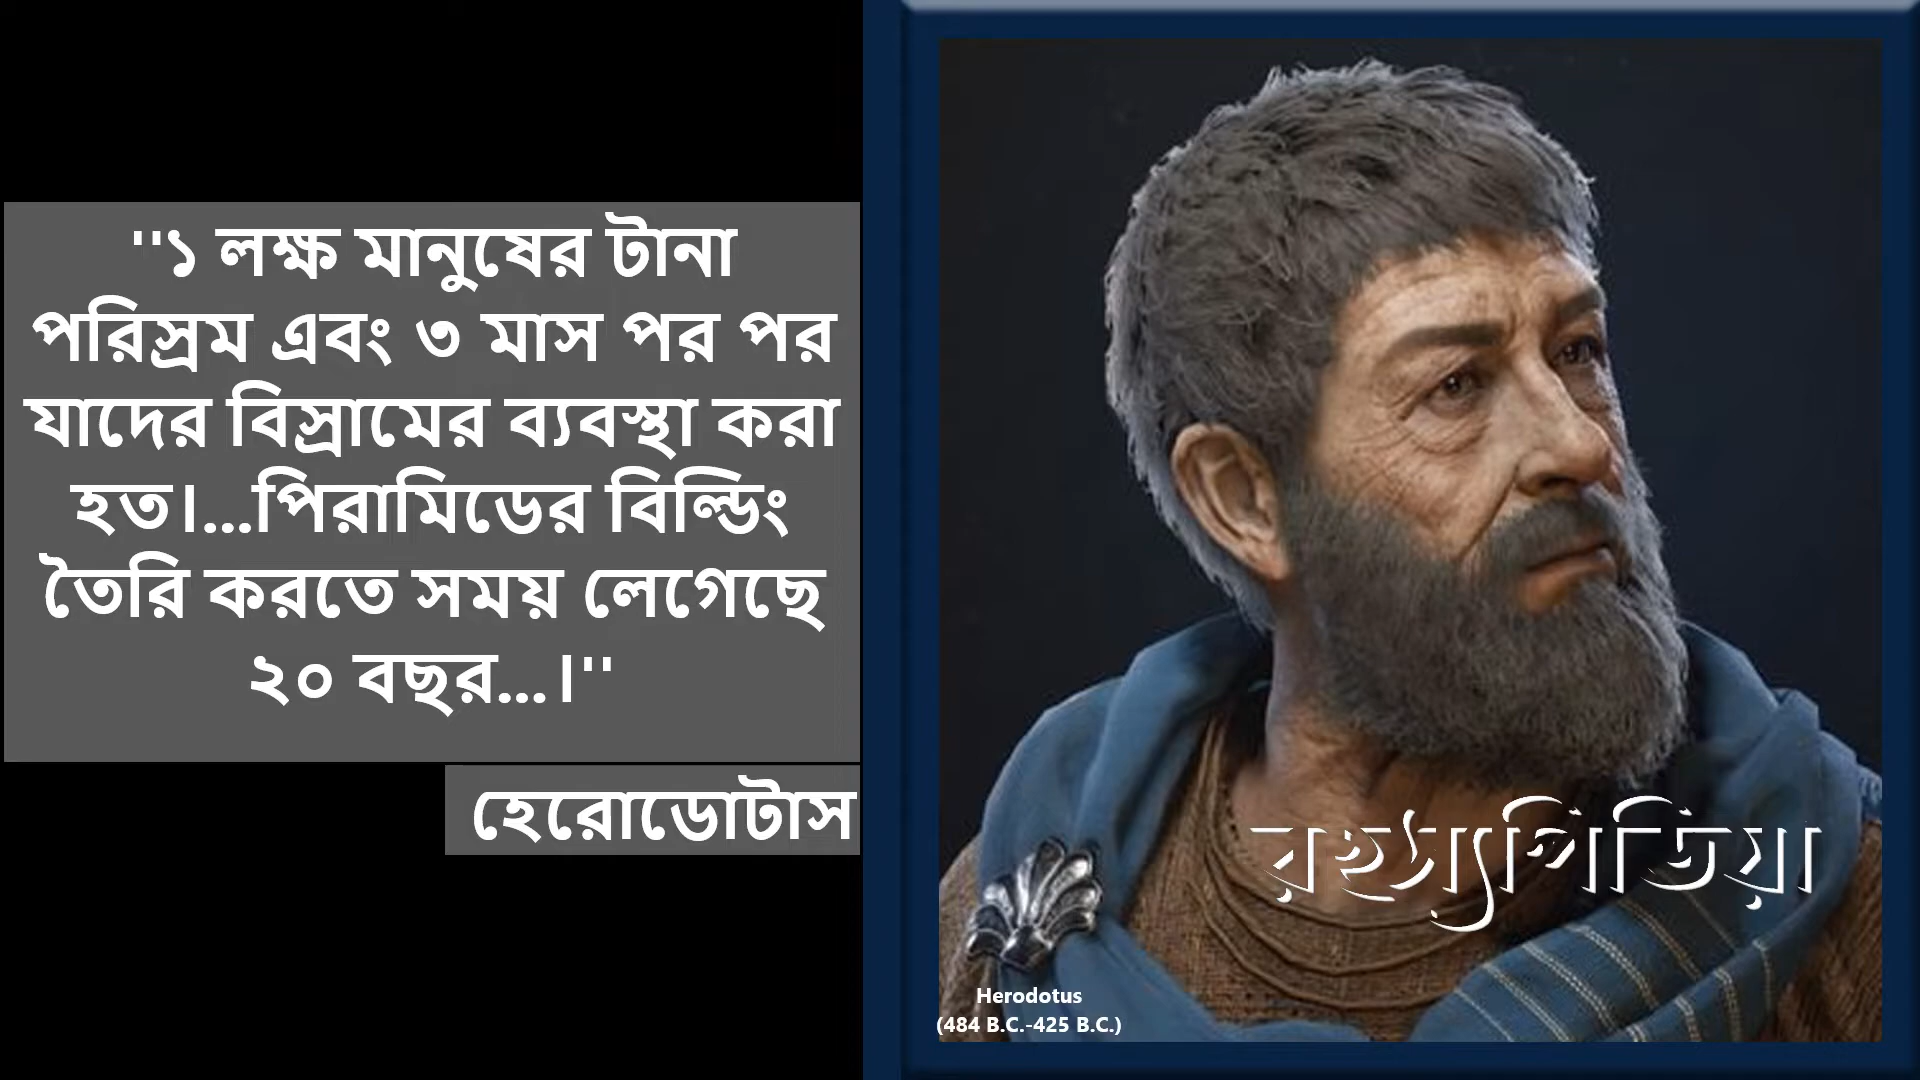 ''১ লক্ষ মানুষের টানা
পরিস্রম এবং ৩ মাস পর পর
যাদের বিস্রামের ব্যবস্থা করা
হত।...পিরামিডের বিল্ডিং
তৈরি করতে সময় লেগেছে
২০ বছর...।''
হেরোডোটাস
রহস্যপিডিয়া
Herodotus
(484 B.C.-425 B.C.)